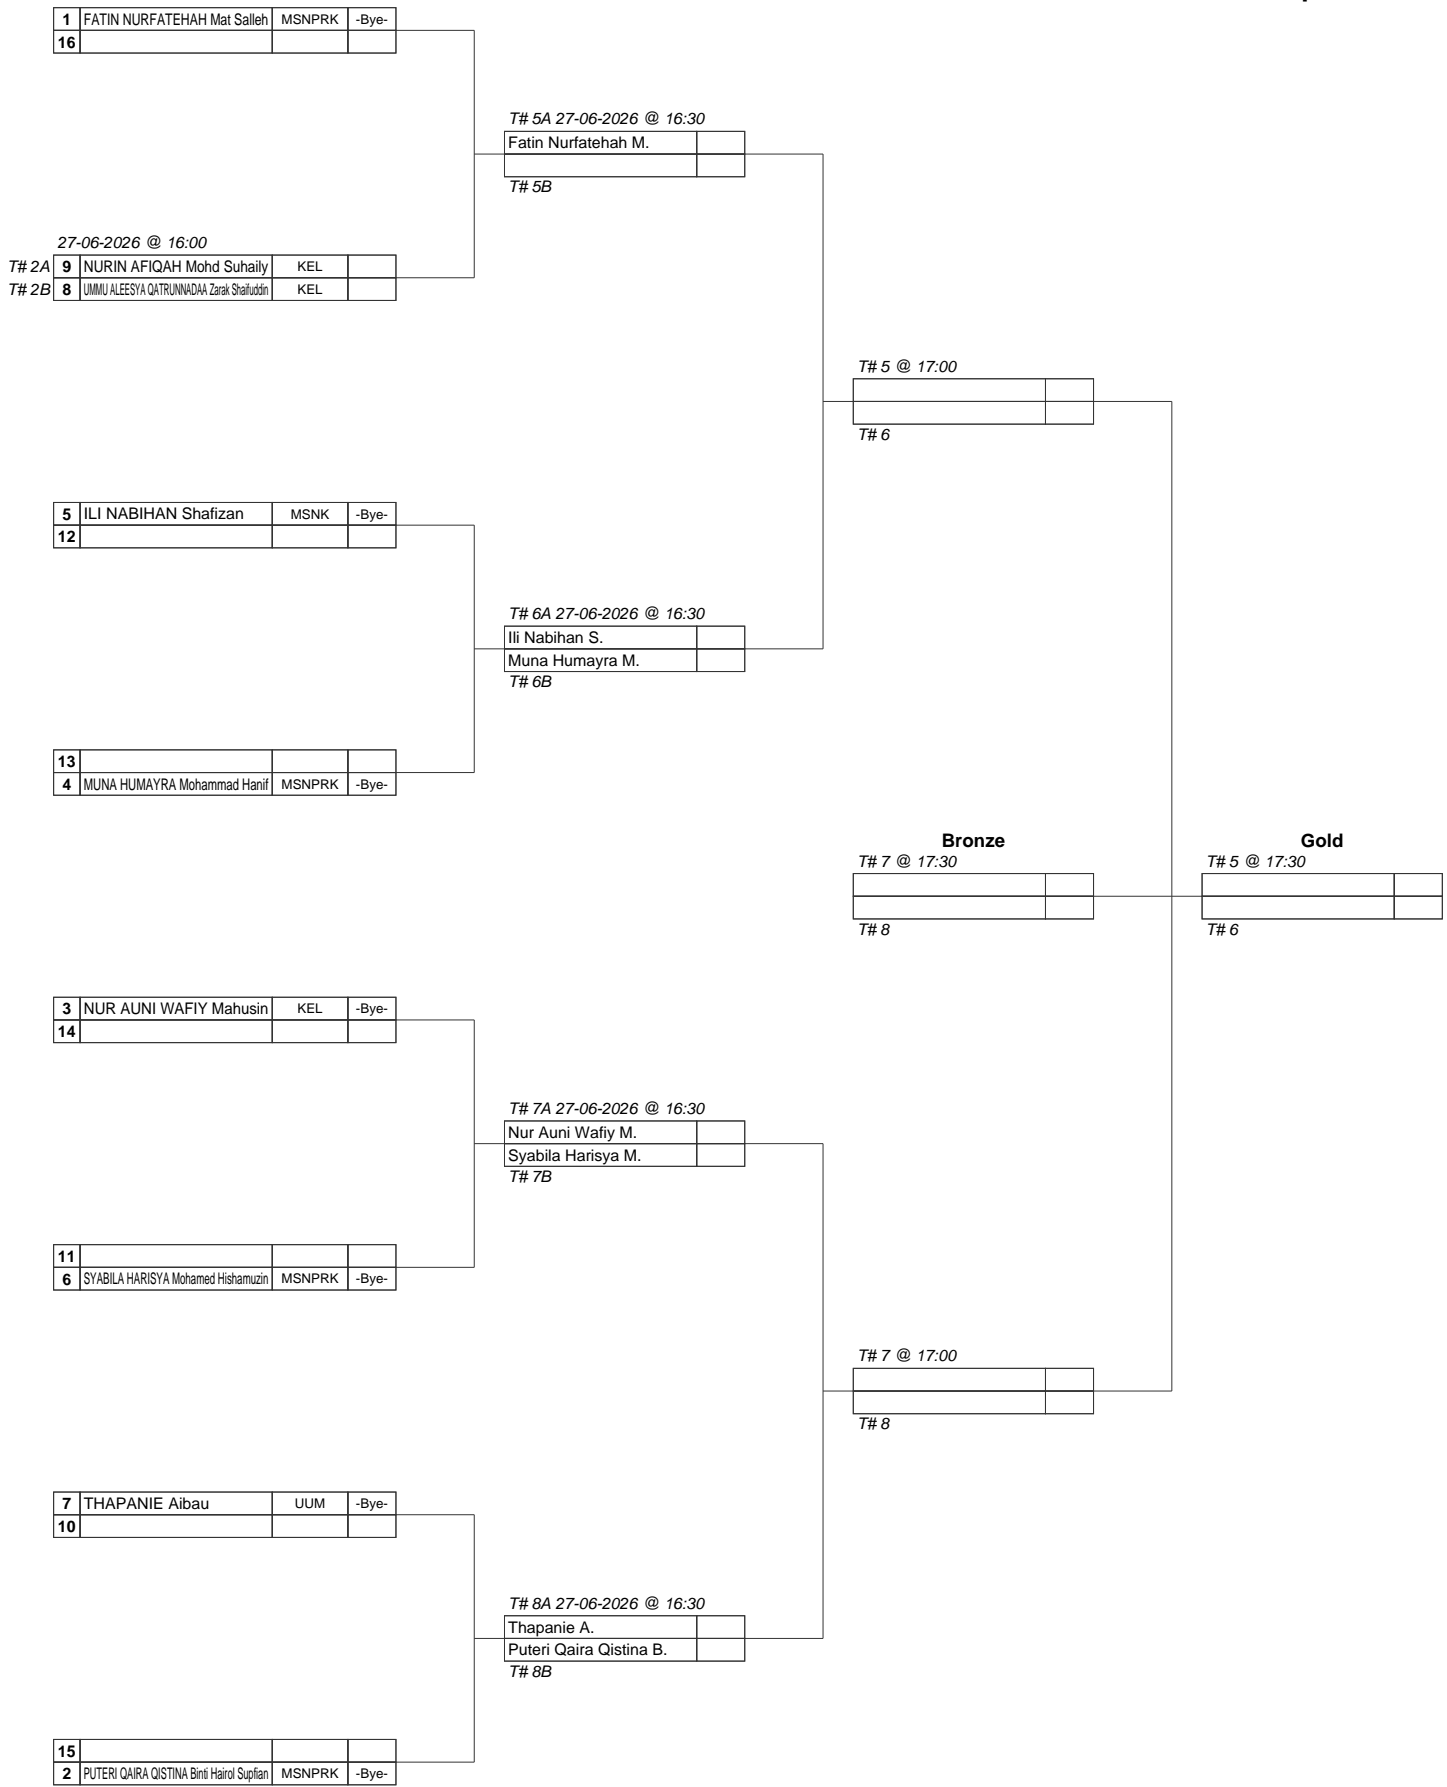 1 FATIN NURFATEHAH Mat Salleh MSNPRK -Bye-
16
T# 5A 27-06-2026 @ 16:30
Fatin Nurfatehah M.
T# 5B
27-06-2026 @ 16:00
T# 2A 9 NURIN AFIQAH Mohd Suhaily KEL
T# 2B 8 UMMU ALEESYA QATRUNNADAA Zarak Shaifuddin KEL
T# 5 @ 17:00
T# 6
5 ILI NABIHAN Shafizan MSNK -Bye-
12
T# 6A 27-06-2026 @ 16:30
Ili Nabihan S.
Muna Humayra M.
T# 6B
13
4 MUNA HUMAYRA Mohammad Hanif MSNPRK -Bye-
Bronze Gold
T# 7 @ 17:30 T# 5 @ 17:30
T# 8 T# 6
3 NUR AUNI WAFIY Mahusin KEL -Bye-
14
T# 7A 27-06-2026 @ 16:30
Nur Auni Wafiy M.
Syabila Harisya M.
T# 7B
11
6 SYABILA HARISYA Mohamed Hishamuzin MSNPRK -Bye-
T# 7 @ 17:00
T# 8
7 THAPANIE Aibau UUM -Bye-
10
T# 8A 27-06-2026 @ 16:30
Thapanie A.
Puteri Qaira Qistina B.
T# 8B
15
2 PUTERI QAIRA QISTINA Binti Hairol Supfian MSNPRK -Bye-